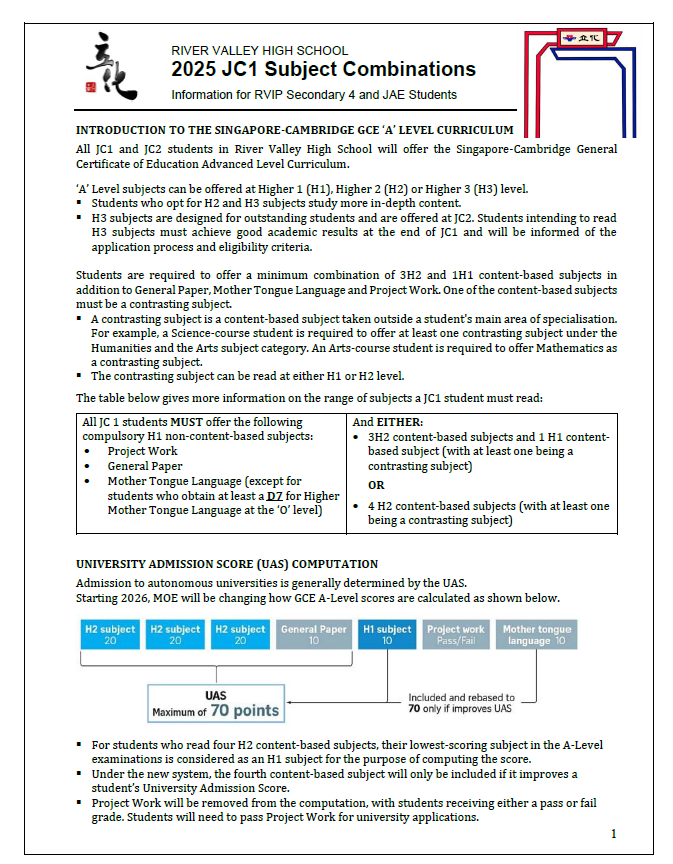 立化
立化
RIVER VALLEY HIGH SCHOOL
2025 JC1 Subject Combinations
Information for RVIP Secondary 4 and JAE Students
INTRODUCTION TO THE SINGAPORE-CAMBRIDGE GCE ‘A’ LEVEL CURRICULUM
All JC1 and JC2 students in River Valley High School will offer the Singapore-Cambridge General
Certificate of Education Advanced Level Curriculum.
‘A’ Level subjects can be offered at Higher 1 (H1), Higher 2 (H2) or Higher 3 (H3) level.
▪ Students who opt for H2 and H3 subjects study more in-depth content.
▪ H3 subjects are designed for outstanding students and are offered at JC2. Students intending to read
H3 subjects must achieve good academic results at the end of JC1 and will be informed of the
application process and eligibility criteria.
Students are required to offer a minimum combination of 3H2 and 1H1 content-based subjects in
addition to General Paper, Mother Tongue Language and Project Work. One of the content-based subjects
must be a contrasting subject.
▪ A contrasting subject is a content-based subject taken outside a student’s main area of specialisation.
For example, a Science-course student is required to offer at least one contrasting subject under the
Humanities and the Arts subject category. An Arts-course student is required to offer Mathematics as
a contrasting subject.
▪ The contrasting subject can be read at either H1 or H2 level.
The table below gives more information on the range of subjects a JC1 student must read:
All JC 1 students MUST offer the following
compulsory H1 non-content-based subjects:
• Project Work
• General Paper
• Mother Tongue Language (except for
students who obtain at least a D7 for Higher
Mother Tongue Language at the ‘O’ level)
And EITHER:
• 3H2 content-based subjects and 1 H1 content-
based subject (with at least one being a
contrasting subject)
OR
• 4 H2 content-based subjects (with at least one
being a contrasting subject)
UNIVERSITY ADMISSION SCORE (UAS) COMPUTATION
Admission to autonomous universities is generally determined by the UAS.
Starting 2026, MOE will be changing how GCE A-Level scores are calculated as shown below.
H2 subject
20
H2 subject
20
H2 subject
20
General Paper
10
H1 subject
10
Project work
Pass/Fail
Mother tongue
language 10
UAS
Maximum of 70 points
Included and rebased to
70 only if improves UAS
▪ For students who read four H2 content-based subjects, their lowest-scoring subject in the A-Level
examinations is considered as an H1 subject for the purpose of computing the score.
▪ Under the new system, the fourth content-based subject will only be included if it improves a
student’s University Admission Score.
▪ Project Work will be removed from the computation, with students receiving either a pass or fail
grade. Students will need to pass Project Work for university applications.
1